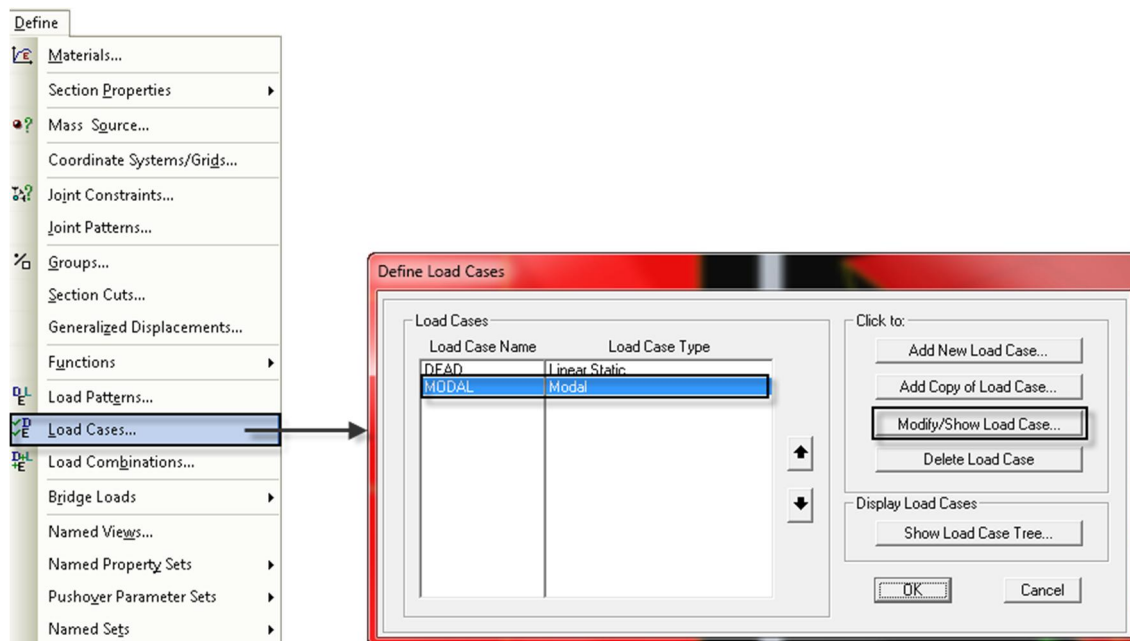 Define
Materials...
Section Properties
Mass Source...
Coordinate Systems/Grids...
Joint Constraints...
Joint Patterns...
Groups...
Section Cuts...
Generalized Displacements...
Functions
Load Patterns...
Load Cases...
Load Combinations...
Bridge Loads
Named Views...
Named Property Sets
Pushover Parameter Sets
Named Sets
Define Load Cases
Load Cases
Load Case Name Load Case Type
DEAD Linear Static
MODAL Modal
Click to:
Add New Load Case...
Add Copy of Load Case...
Modify/Show Load Case...
Delete Load Case
Display Load Cases
Show Load Case Tree...
OK Cancel